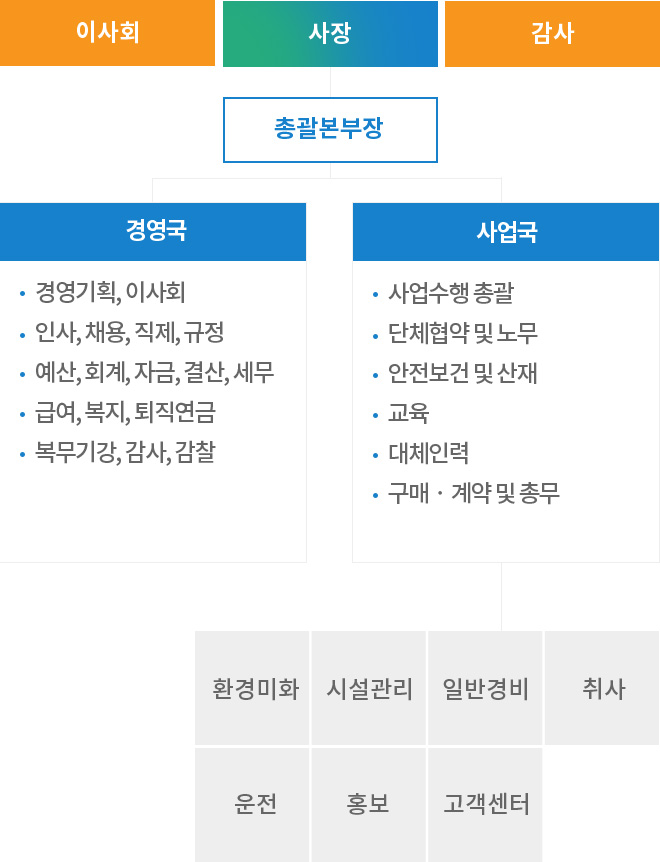 이사회
사장
감사
총괄본부장
경영국
• 경영기획, 이사회
• 인사, 채용, 직제, 규정
• 예산, 회계, 자금, 결산, 세무
• 급여, 복지, 퇴직연금
• 복무기강, 감사, 감찰
사업국
• 사업수행 총괄
• 단체협약 및 노무
• 안전보건 및 산재
• 교육
• 대체인력
• 구매 · 계약 및 총무
환경미화
시설관리
일반경비
취사
운전
홍보
고객센터